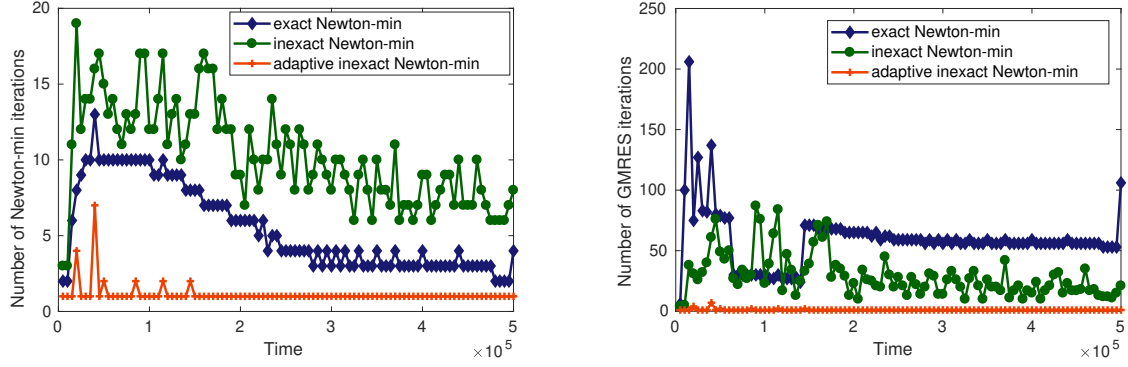 Number of Newton-min iterations
20
15
10
5
0
exact Newton-min
inexact Newton-min
adaptive inexact Newton-min
0 1 2 3 4 5
Time
×10^5
Number of GMRES iterations
250
200
150
100
50
0
exact Newton-min
inexact Newton-min
adaptive inexact Newton-min
0 1 2 3 4 5
Time
×10^5